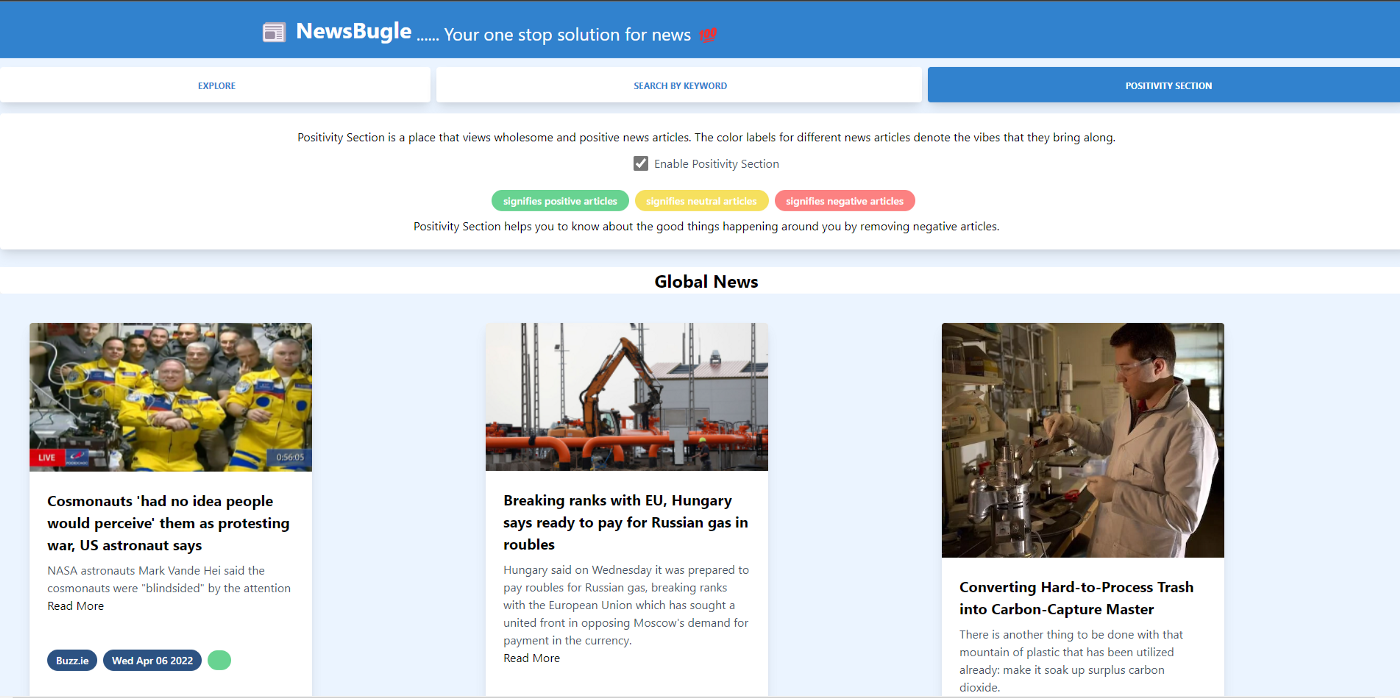 NewsBugle ...... Your one stop solution for news
EXPLORE
SEARCH BY KEYWORD
POSITIVITY SECTION
Positivity Section is a place that views wholesome and positive news articles. The color labels for different news articles denote the vibes that they bring along.
Enable Positivity Section
signifies positive articles
signifies neutral articles
signifies negative articles
Positivity Section helps you to know about the good things happening around you by removing negative articles.
Global News
LIVE
0:56:05
Cosmonauts 'had no idea people
would perceive' them as protesting
war, US astronaut says
NASA astronauts Mark Vande Hei said the
cosmonauts were "blindsided" by the attention
Read More
Buzz.ie
Wed Apr 06 2022
Breaking ranks with EU, Hungary
says ready to pay for Russian gas in
roubles
Hungary said on Wednesday it was prepared to
pay roubles for Russian gas, breaking ranks
with the European Union which has sought a
united front in opposing Moscow's demand for
payment in the currency.
Read More
Converting Hard-to-Process Trash
into Carbon-Capture Master
There is another thing to be done with that
mountain of plastic that has been utilized
already: make it soak up surplus carbon
dioxide.